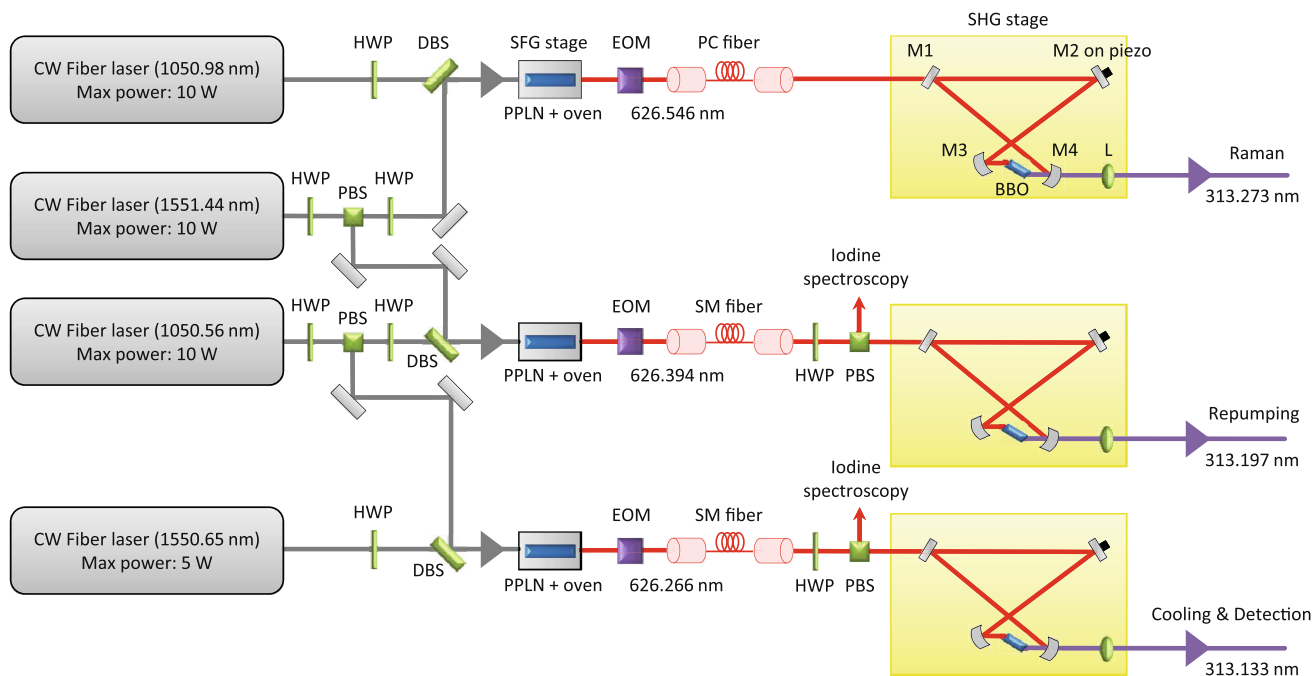 SHG stage
HWP
DBS
SFG stage
EOM
PC fiber
M1
M2 on piezo
CW Fiber laser (1050.98 nm)
Max power: 10 W
PPLN + oven
626.546 nm
M3
M4
L
BBO
Raman
313.273 nm
HWP
PBS
HWP
CW Fiber laser (1551.44 nm)
Max power: 10 W
Iodine
spectroscopy
HWP
PBS
HWP
EOM
SM fiber
CW Fiber laser (1050.56 nm)
Max power: 10 W
DBS
PPLN + oven
626.394 nm
HWP
PBS
Repumping
313.197 nm
Iodine
spectroscopy
HWP
EOM
SM fiber
CW Fiber laser (1550.65 nm)
Max power: 5 W
DBS
PPLN + oven
626.266 nm
HWP
PBS
Cooling & Detection
313.133 nm